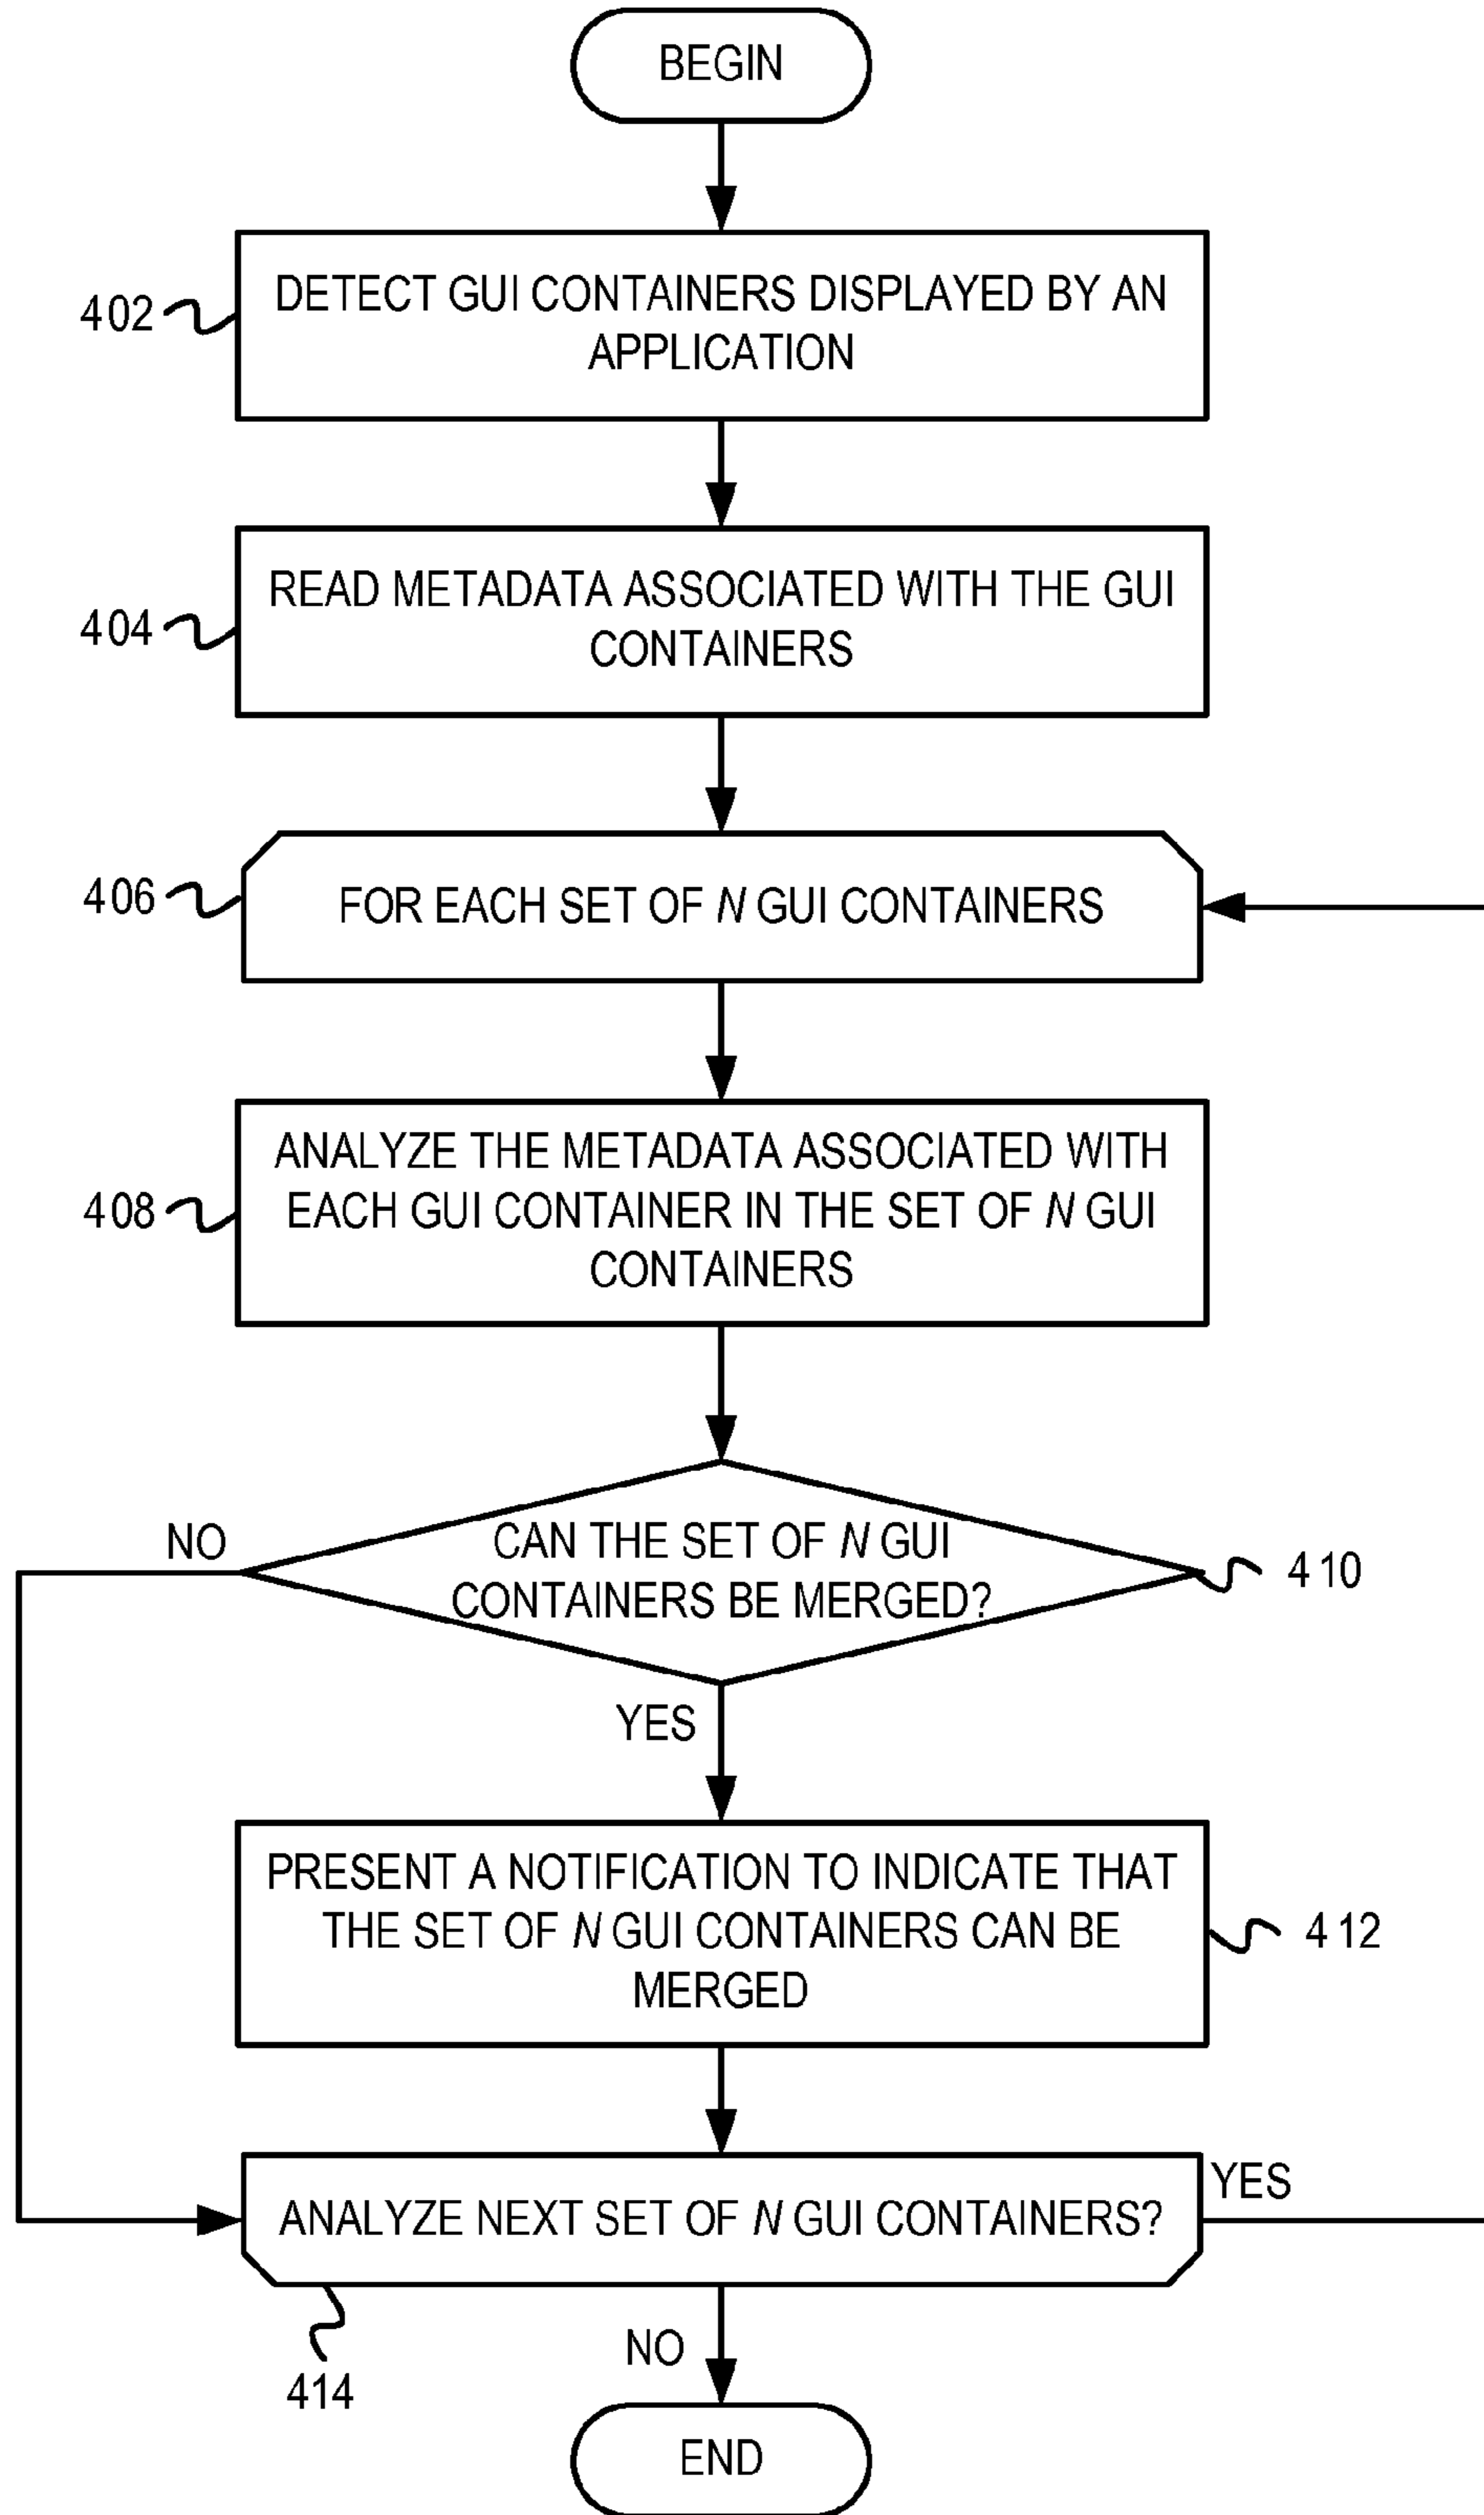 BEGIN
DETECT GUI CONTAINERS DISPLAYED BY AN
APPLICATION
402
READ METADATA ASSOCIATED WITH THE GUI
CONTAINERS
404
FOR EACH SET OF N GUI CONTAINERS
406
ANALYZE THE METADATA ASSOCIATED WITH
EACH GUI CONTAINER IN THE SET OF N GUI
CONTAINERS
408
NO
CAN THE SET OF N GUI
CONTAINERS BE MERGED?
410
YES
PRESENT A NOTIFICATION TO INDICATE THAT
THE SET OF N GUI CONTAINERS CAN BE
MERGED
412
ANALYZE NEXT SET OF N GUI CONTAINERS?
YES
414
NO
END